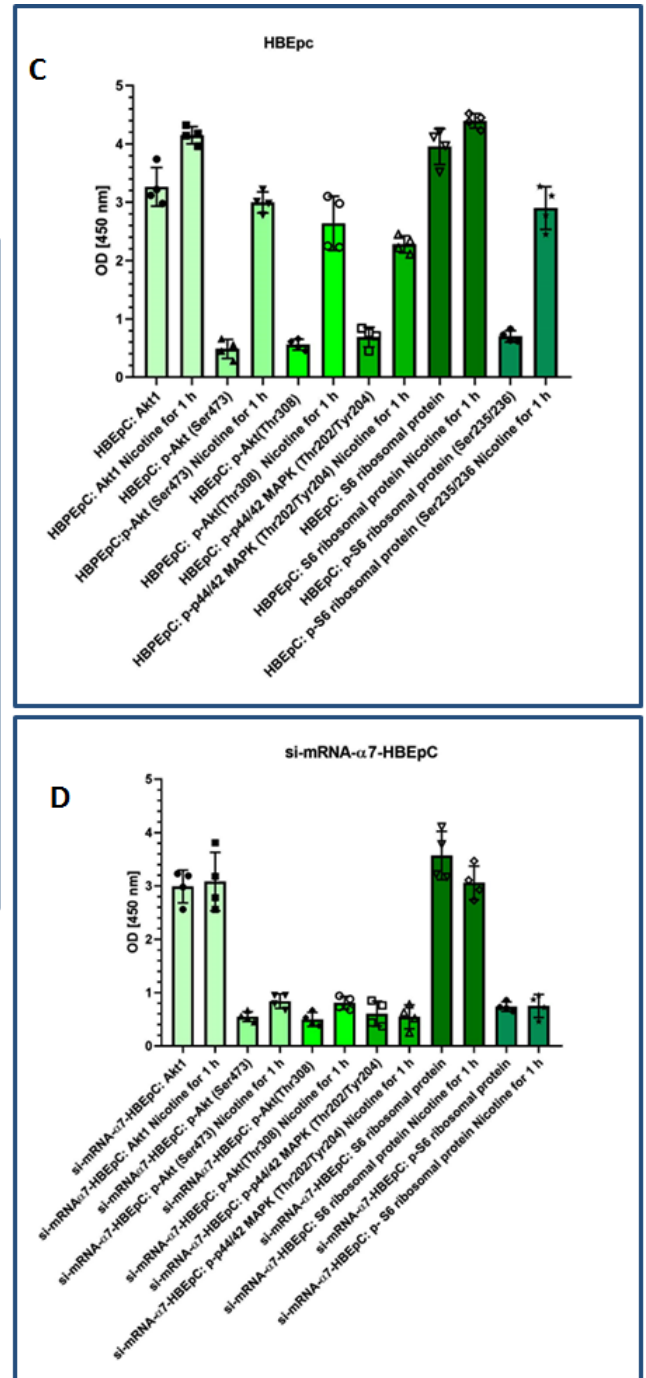 HBEpc
C
OD [450 nm]
5
4
3
2
1
0
HBEpC: Akt1
HBPEpC: Akt1 Nicotine for 1 h
HBEpC: p-Akt (Ser473)
HBPEpC:p-Akt (Ser473) Nicotine for 1 h
HBEpC: p-Akt(Thr308)
HBPEpC: p-Akt(Thr308) Nicotine for 1 h
HBEpC: p-p44/42 MAPK (Thr202/Tyr204)
HBPEpC: p-p44/42 MAPK (Thr202/Tyr204) Nicotine for 1 h
HBEpC: S6 ribosomal protein
HBPEpC: S6 ribosomal protein Nicotine for 1 h
HBEpC: p-S6 ribosomal protein (Ser235/236)
HBEpC: p-S6 ribosomal protein (Ser235/236 Nicotine for 1 h
si-mRNA-α7-HBEpC
D
OD [450 nm]
5
4
3
2
1
0
si-mRNA-α7-HBEpC: Akt1
si-mRNAα7-HBEpC: Akt1 Nicotine for 1 h
si-mRNAα7-HBEpC: p-Akt (Ser473)
si-mRNA-α7-HBEpC: p-Akt (Ser473) Nicotine for 1 h
si-mRNAα7-HBEpC: p-Akt(Thr308)
si-mRNA-α7-HBEpC: p-Akt(Thr308) Nicotine for 1 h
si-mRNA-α7-HBEpC: p-p44/42 MAPK (Thr202/Tyr204)
si-mRNA-α7-HBEpC: p-p44/42 MAPK (Thr202/Tyr204) Nicotine for 1 h
si-mRNA-α7-HBEpC: S6 ribosomal protein
si-mRNA-α7-HBEpC: S6 ribosomal protein Nicotine for 1 h
si-mRNA-α7-HBEpC: p-S6 ribosomal protein
si-mRNA-α7-HBEpC: p- S6 ribosomal protein Nicotine for 1 h